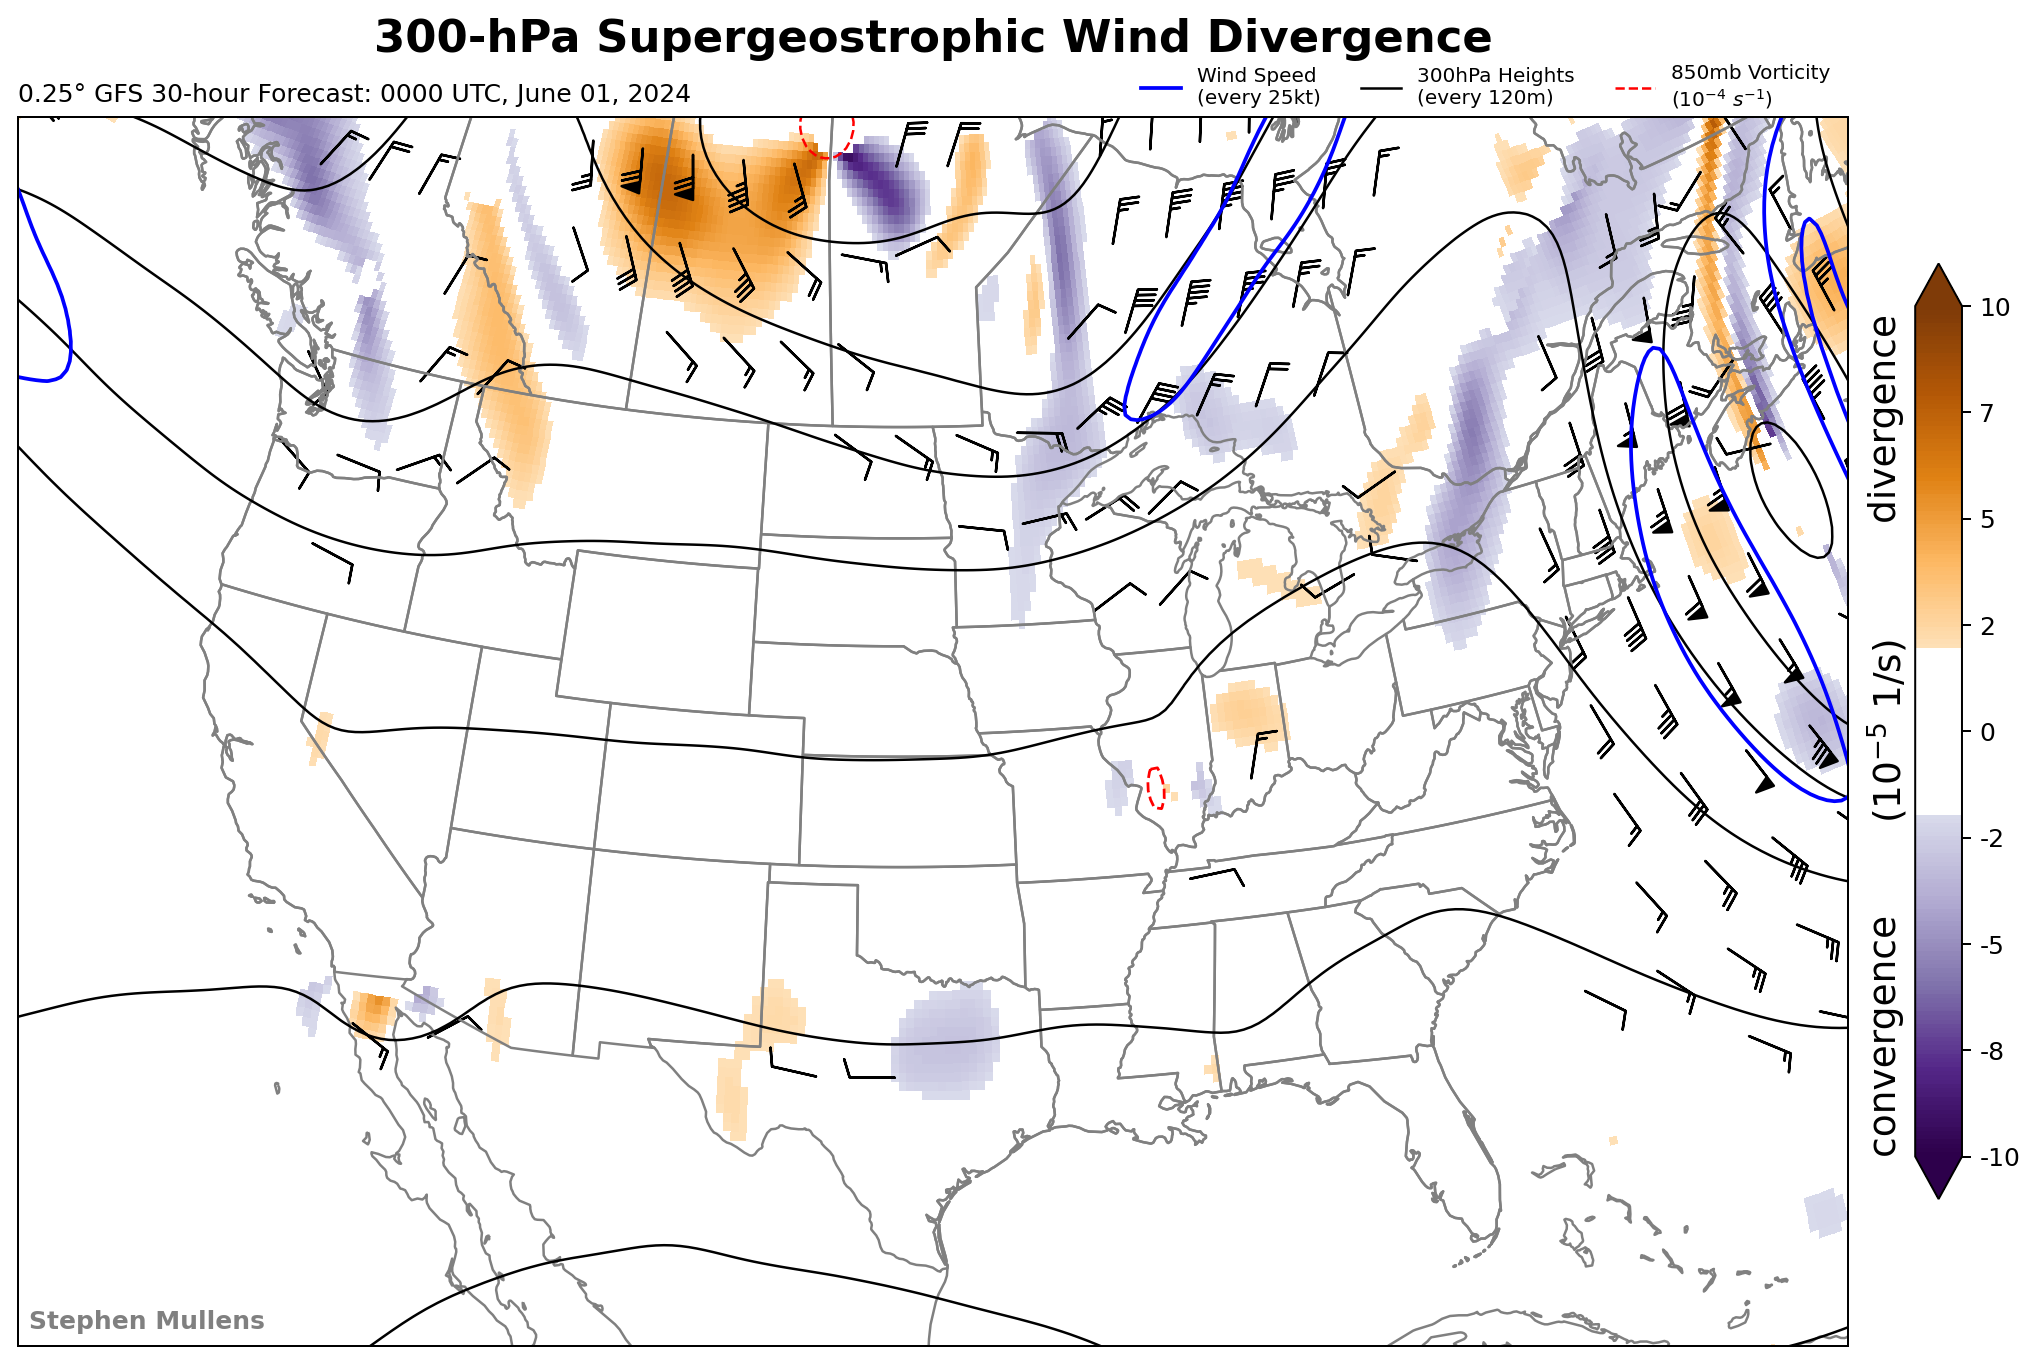 300-hPa Supergeostrophic Wind Divergence
0.25° GFS 30-hour Forecast: 0000 UTC, June 01, 2024
Wind Speed
(every 25kt)
300hPa Heights
(every 120m)
850mb Vorticity
(10⁻⁴ s⁻¹)
10
7
5
2
0
-2
-5
-8
-10
convergence (10⁻⁵ 1/s) divergence
Stephen Mullens